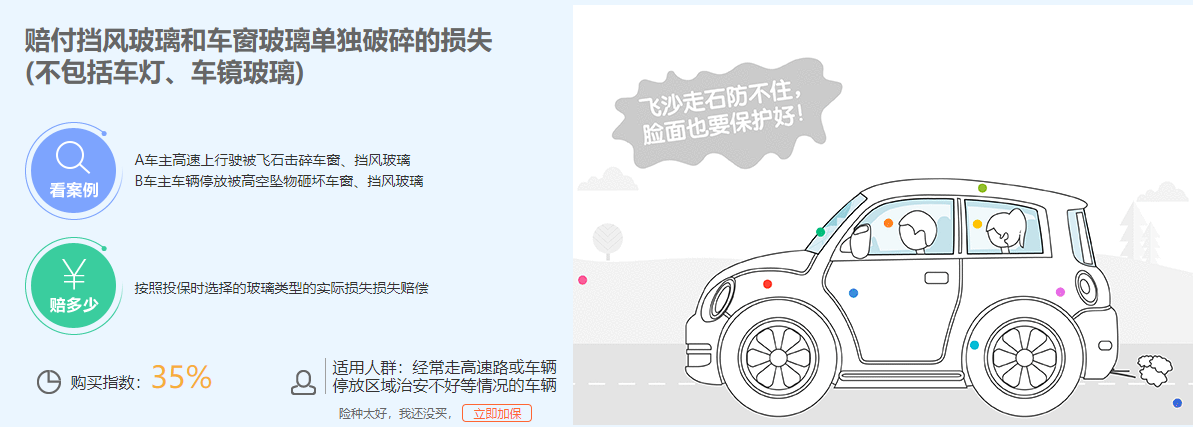 赔付挡风玻璃和车窗玻璃单独破碎的损失
(不包括车灯、车镜玻璃)
飞沙走石防不住，
脸面也要保护好！
看案例
A车主高速上行驶被飞石击碎车窗、挡风玻璃
B车主车辆停放被高空坠物砸坏车窗、挡风玻璃
¥
赔多少
按照投保时选择的玻璃类型的实际损失损失赔偿
购买指数：35%
适用人群：经常走高速路或车辆
停放区域治安不好等情况的车辆
险种太好，我还没买，
立即加保